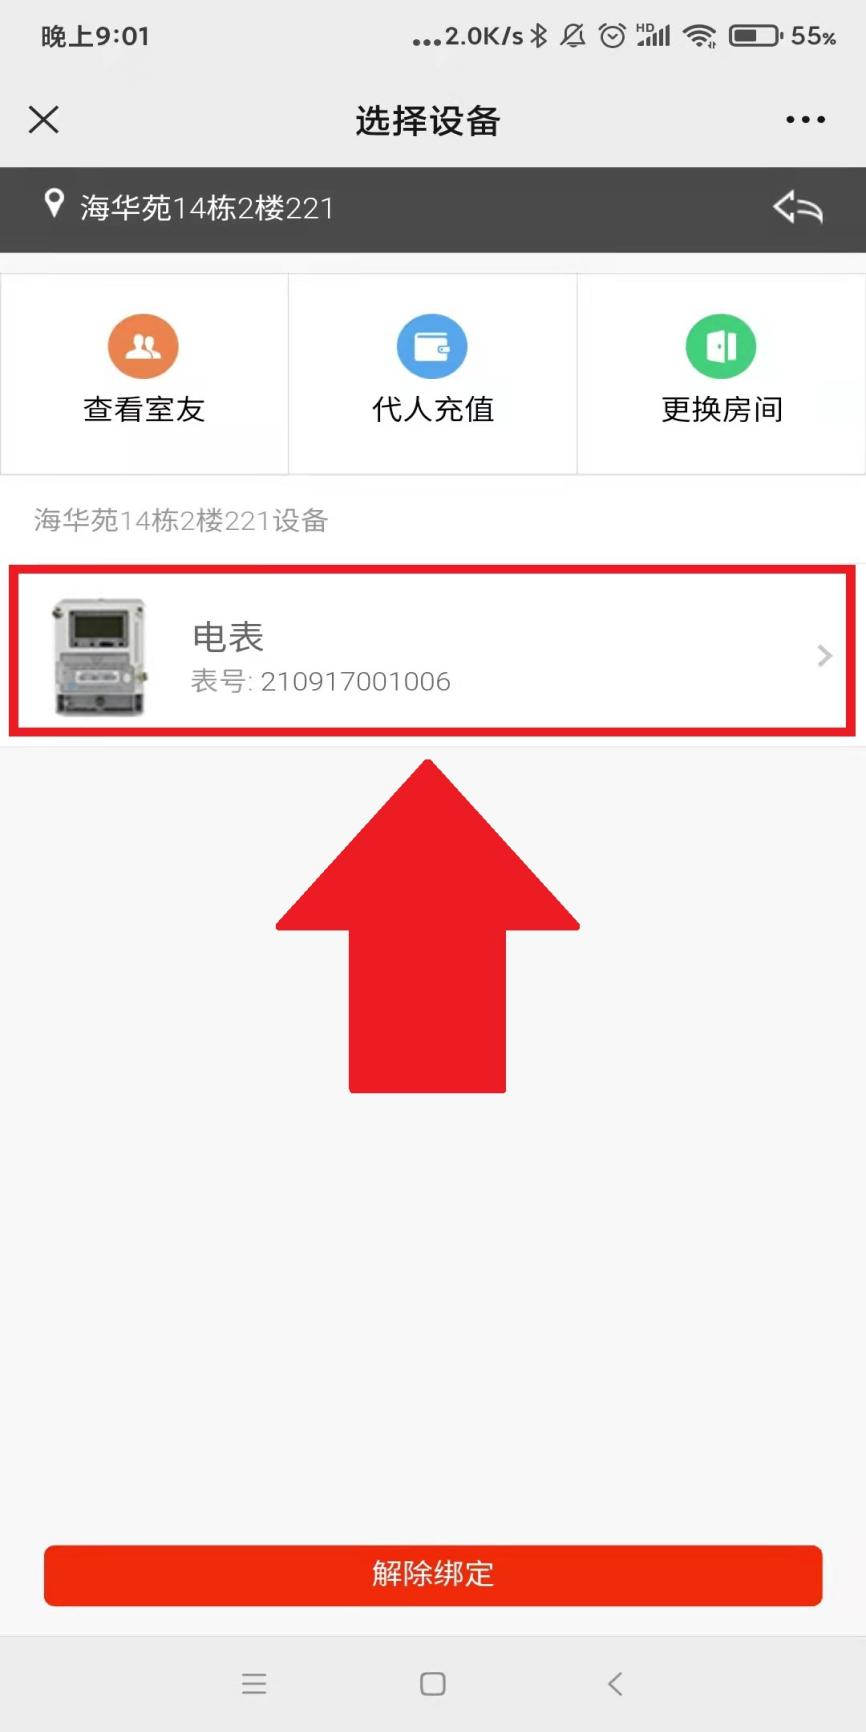 晚上9:01
...2.0K/s HD 55%
选择设备
海华苑14栋2楼221
查看室友
代人充值
更换房间
海华苑14栋2楼221设备
电表
表号: 210917001006
解除绑定